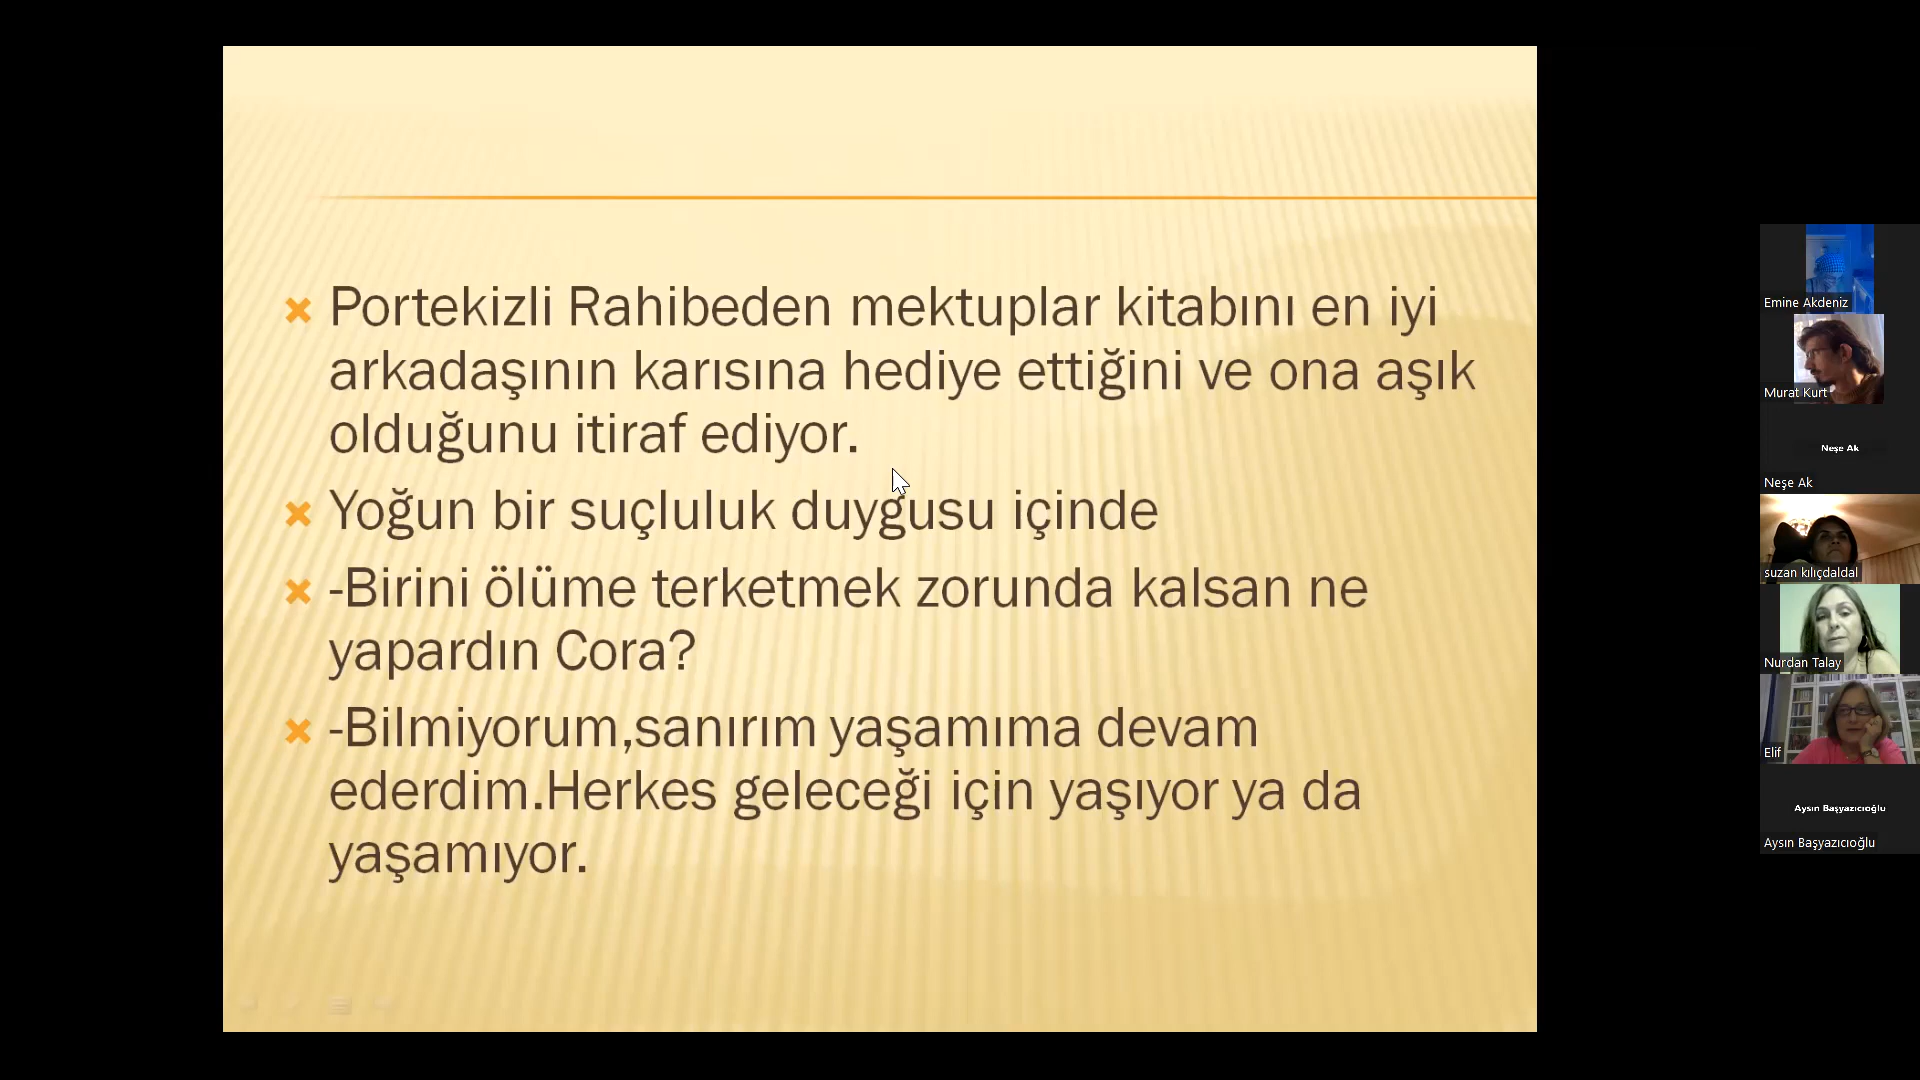 Portekizli Rahibeden mektuplar kitabını en iyi
arkadaşının karısına hediye ettiğini ve ona aşık
olduğunu itiraf ediyor.
Yoğun bir suçluluk duygusu içinde
-Birini ölüme terketmek zorunda kalsan ne
yapardın Cora?
-Bilmiyorum,sanırım yaşamıma devam
ederdim.Herkes geleceği için yaşıyor ya da
yaşamıyor.
Emine Akdeniz
Murat Kurt
Neşe Ak
Neşe Ak
suzan kılıçdaldal
Nurdan Talay
Elif
Aysın Başyazıcıoğlu
Aysın Başyazıcıoğlu